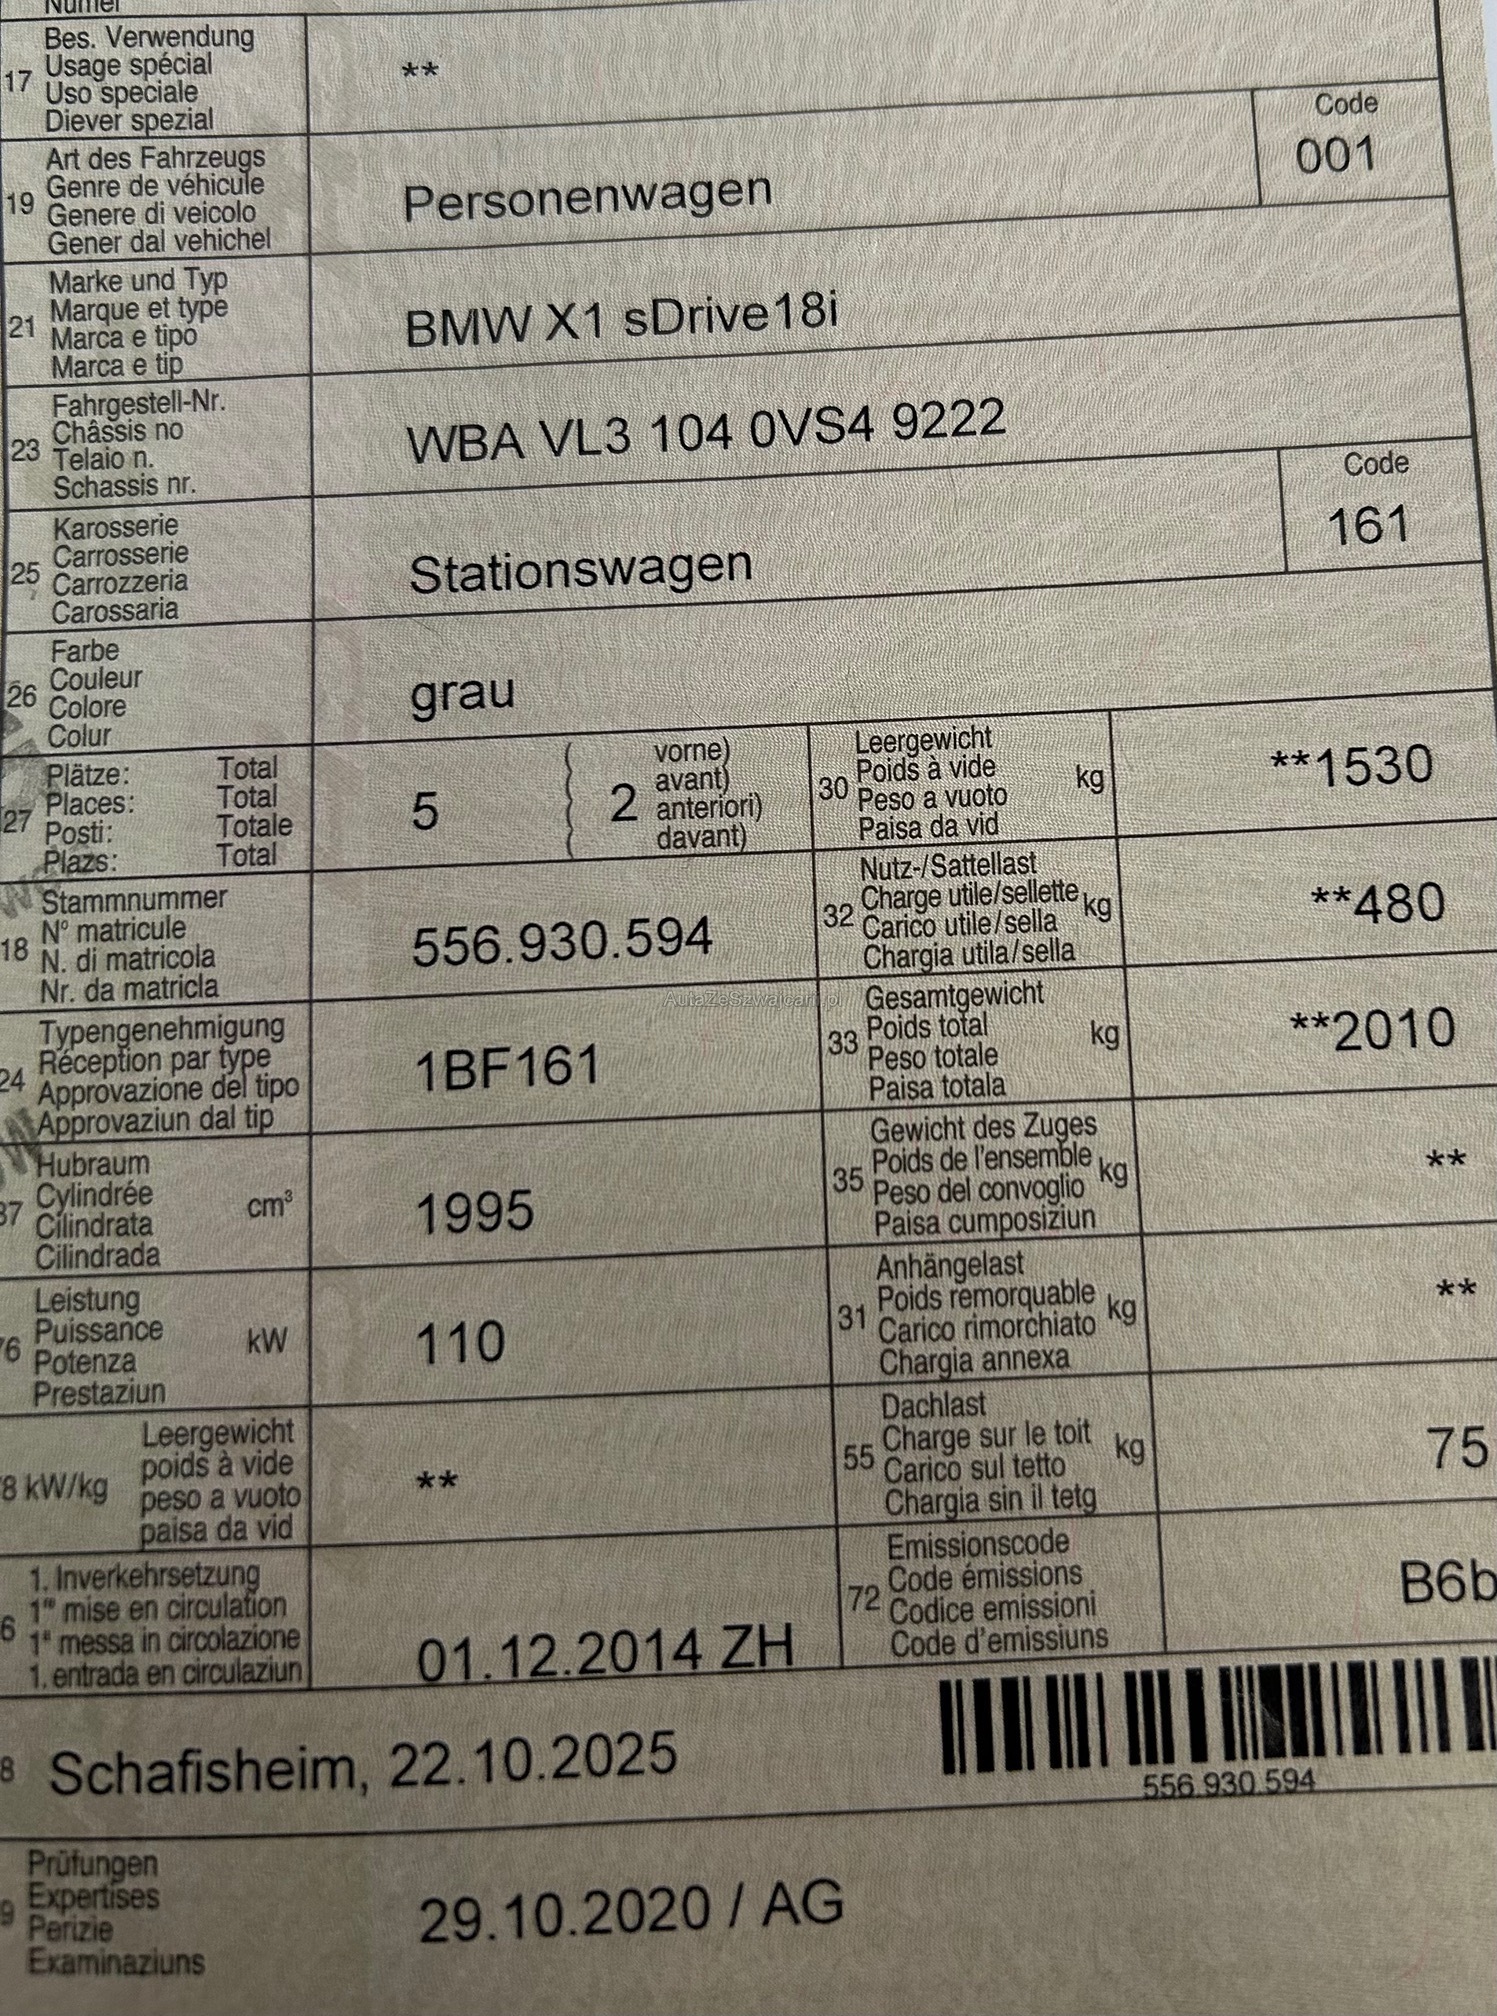 Numer
17 Bes. Verwendung
Usage spécial
Uso speciale
Diever spezial
**
19 Art des Fahrzeugs
Genre de véhicule
Genere di veicolo
Gener dal vehichel
Personenwagen
Code
001
21 Marke und Typ
Marque et type
Marca e tipo
Marca e tip
BMW X1 sDrive18i
23 Fahrgestell-Nr.
Châssis no
Telaio n.
Schassis nr.
WBA VL3 104 0VS4 9222
25 Karosserie
Carrosserie
Carrozzeria
Carossaria
Stationswagen
Code
161
26 Farbe
Couleur
Colore
Colur
grau
27 Plätze: Total
Places: Total
Posti: Totale
Plazs: Total
5
2 vorne)
avant)
anteriori)
davant)
30 Leergewicht
Poids à vide
Peso a vuoto
Paisa da vid
kg
**1530
18 Stammnummer
N° matricule
N. di matricola
Nr. da matricla
556.930.594
32 Nutz-/Sattellast
Charge utile/sellette
Carico utile/sella
Chargia utila/sella
kg
**480
AutaZeSzwajcarii.pl
24 Typengenehmigung
Réception par type
Approvazione del tipo
Approvaziun dal tip
1BF161
33 Gesamtgewicht
Poids total
Peso totale
Paisa totala
kg
**2010
37 Hubraum
Cylindrée
Cilindrata
Cilindrada
cm³
1995
35 Gewicht des Zuges
Poids de l'ensemble
Peso del convoglio
Paisa cumposiziun
kg
**
76 Leistung
Puissance
Potenza
Prestaziun
kW
110
31 Anhängelast
Poids remorquable
Carico rimorchiato
Chargia annexa
kg
**
8 kW/kg
Leergewicht
poids à vide
peso a vuoto
paisa da vid
**
55 Dachlast
Charge sur le toit
Carico sul tetto
Chargia sin il tetg
kg
75
6 1. Inverkehrsetzung
1re mise en circulation
1a messa in circolazione
1. entrada en circulaziun
01.12.2014 ZH
72 Emissionscode
Code émissions
Codice emissioni
Code d'emissiuns
B6b
8 Schafisheim, 22.10.2025
556.930.594
9 Prüfungen
Expertises
Perizie
Examinaziuns
29.10.2020 / AG